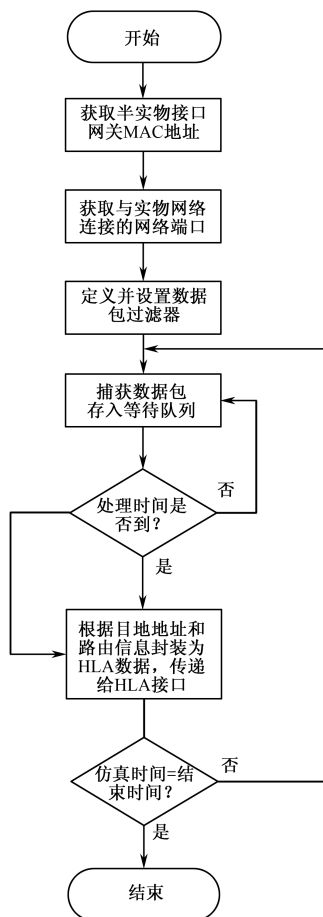 开始
获取半实物接口
网关MAC地址
获取与实物网络
连接的网络端口
定义并设置数据
包过滤器
捕获数据包
存入等待队列
否
处理时间是
否到?
是
根据目地地址和
路由信息封装为
HLA数据，传递
给HLA接口
否
仿真时间=结
束时间?
是
结束